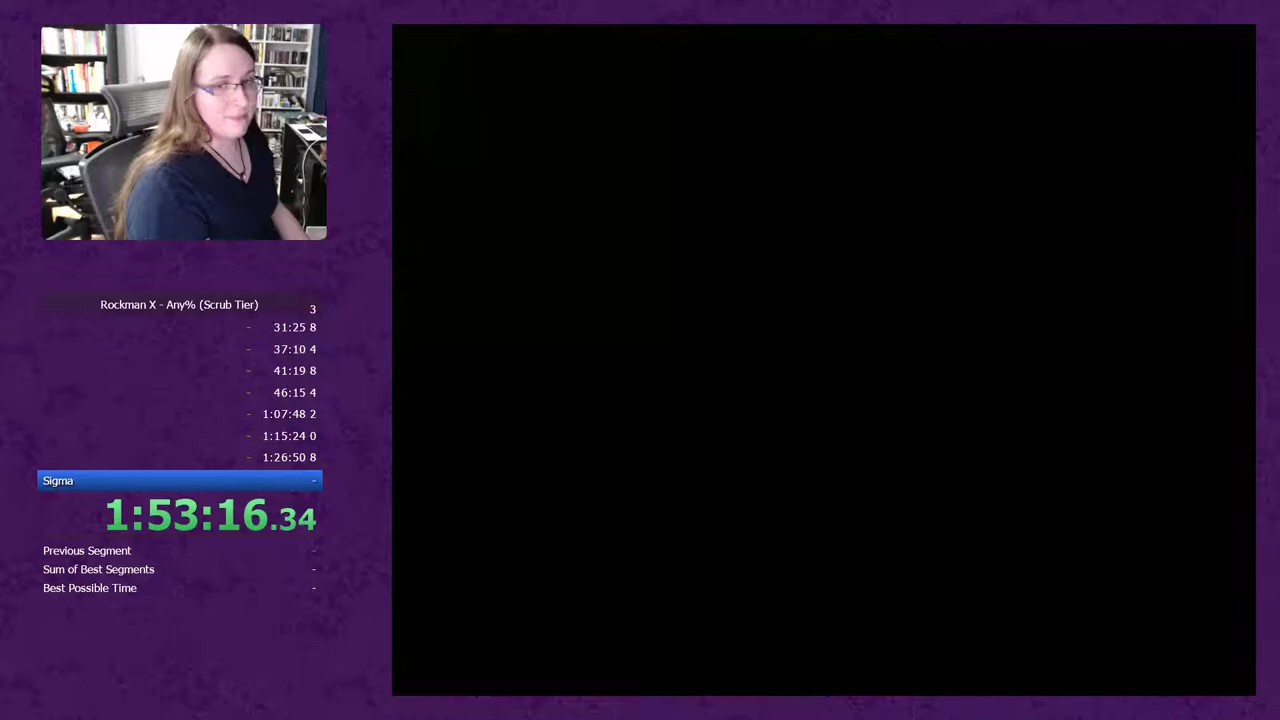 Rockman X - Any% (Scrub Tier)
3
- 31:25 8
- 37:10 4
- 41:19 8
- 46:15 4
- 1:07:48 2
- 1:15:24 0
- 1:26:50 8
Sigma -
1:53:16.34
Previous Segment -
Sum of Best Segments -
Best Possible Time -